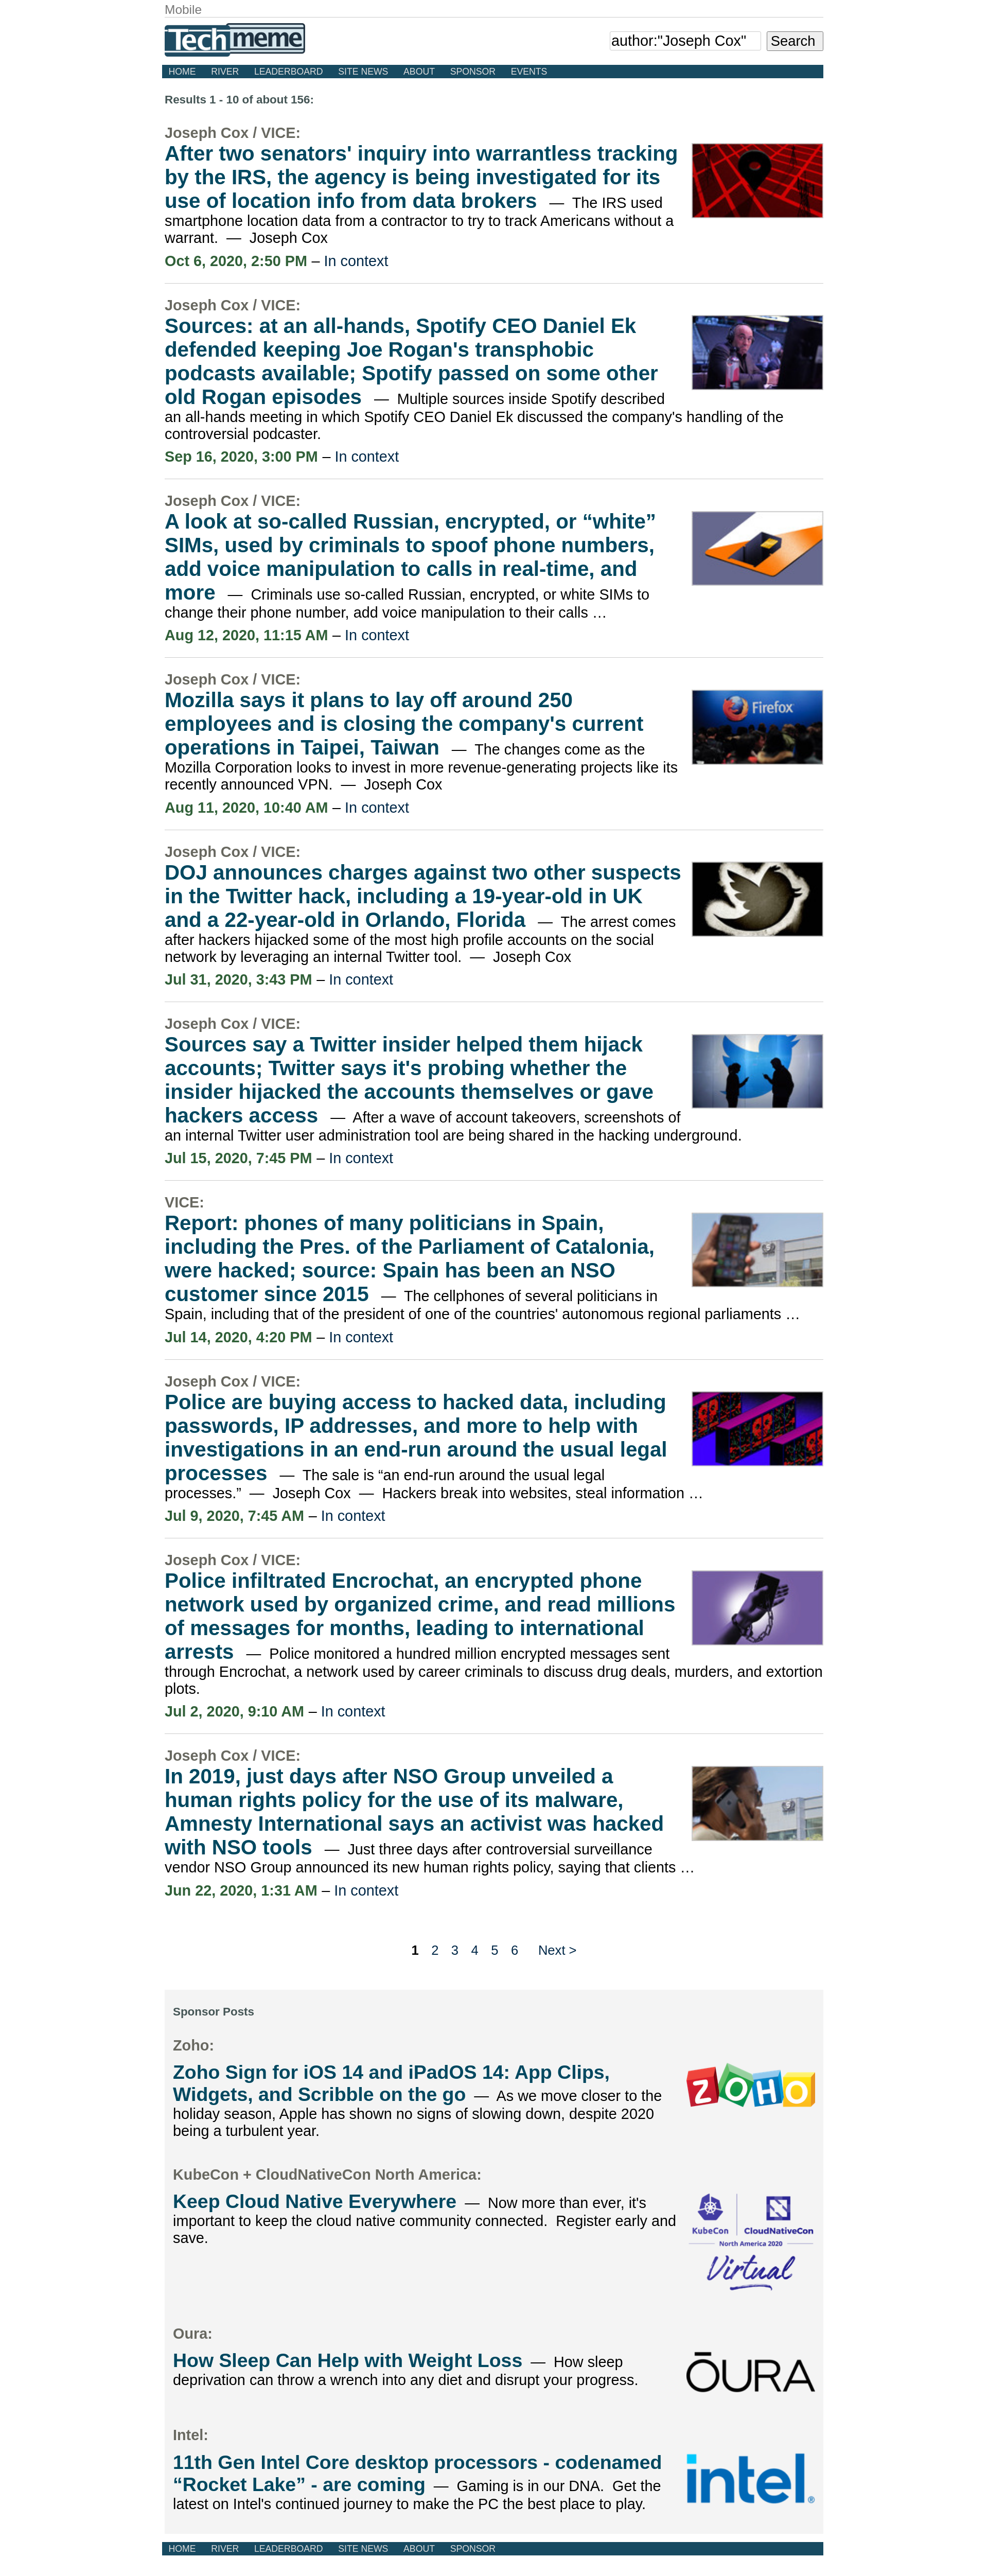 Mobile
Techmeme
author:"Joseph Cox" Search
HOME RIVER LEADERBOARD SITE NEWS ABOUT SPONSOR EVENTS
Results 1 - 10 of about 156:
Joseph Cox / VICE:
After two senators' inquiry into warrantless tracking
by the IRS, the agency is being investigated for its
use of location info from data brokers — The IRS used
smartphone location data from a contractor to try to track Americans without a
warrant. — Joseph Cox
Oct 6, 2020, 2:50 PM – In context
Joseph Cox / VICE:
Sources: at an all-hands, Spotify CEO Daniel Ek
defended keeping Joe Rogan's transphobic
podcasts available; Spotify passed on some other
old Rogan episodes — Multiple sources inside Spotify described
an all-hands meeting in which Spotify CEO Daniel Ek discussed the company's handling of the
controversial podcaster.
Sep 16, 2020, 3:00 PM – In context
Joseph Cox / VICE:
A look at so-called Russian, encrypted, or “white”
SIMs, used by criminals to spoof phone numbers,
add voice manipulation to calls in real-time, and
more — Criminals use so-called Russian, encrypted, or white SIMs to
change their phone number, add voice manipulation to their calls …
Aug 12, 2020, 11:15 AM – In context
Joseph Cox / VICE:
Mozilla says it plans to lay off around 250
employees and is closing the company's current
operations in Taipei, Taiwan — The changes come as the
Mozilla Corporation looks to invest in more revenue-generating projects like its
recently announced VPN. — Joseph Cox
Aug 11, 2020, 10:40 AM – In context
Firefox
Joseph Cox / VICE:
DOJ announces charges against two other suspects
in the Twitter hack, including a 19-year-old in UK
and a 22-year-old in Orlando, Florida — The arrest comes
after hackers hijacked some of the most high profile accounts on the social
network by leveraging an internal Twitter tool. — Joseph Cox
Jul 31, 2020, 3:43 PM – In context
Joseph Cox / VICE:
Sources say a Twitter insider helped them hijack
accounts; Twitter says it's probing whether the
insider hijacked the accounts themselves or gave
hackers access — After a wave of account takeovers, screenshots of
an internal Twitter user administration tool are being shared in the hacking underground.
Jul 15, 2020, 7:45 PM – In context
VICE:
Report: phones of many politicians in Spain,
including the Pres. of the Parliament of Catalonia,
were hacked; source: Spain has been an NSO
customer since 2015 — The cellphones of several politicians in
Spain, including that of the president of one of the countries' autonomous regional parliaments …
Jul 14, 2020, 4:20 PM – In context
Joseph Cox / VICE:
Police are buying access to hacked data, including
passwords, IP addresses, and more to help with
investigations in an end-run around the usual legal
processes — The sale is “an end-run around the usual legal
processes.” — Joseph Cox — Hackers break into websites, steal information …
Jul 9, 2020, 7:45 AM – In context
Joseph Cox / VICE:
Police infiltrated Encrochat, an encrypted phone
network used by organized crime, and read millions
of messages for months, leading to international
arrests — Police monitored a hundred million encrypted messages sent
through Encrochat, a network used by career criminals to discuss drug deals, murders, and extortion
plots.
Jul 2, 2020, 9:10 AM – In context
Joseph Cox / VICE:
In 2019, just days after NSO Group unveiled a
human rights policy for the use of its malware,
Amnesty International says an activist was hacked
with NSO tools — Just three days after controversial surveillance
vendor NSO Group announced its new human rights policy, saying that clients …
Jun 22, 2020, 1:31 AM – In context
1 2 3 4 5 6 Next >
Sponsor Posts
Zoho:
Zoho Sign for iOS 14 and iPadOS 14: App Clips,
Widgets, and Scribble on the go — As we move closer to the
holiday season, Apple has shown no signs of slowing down, despite 2020
being a turbulent year.
ZOHO
KubeCon + CloudNativeCon North America:
Keep Cloud Native Everywhere — Now more than ever, it's
important to keep the cloud native community connected. Register early and
save.
KubeCon CloudNativeCon
North America 2020
Virtual
Oura:
How Sleep Can Help with Weight Loss — How sleep
deprivation can throw a wrench into any diet and disrupt your progress.
ŌURA
Intel:
11th Gen Intel Core desktop processors - codenamed
“Rocket Lake” - are coming — Gaming is in our DNA. Get the
latest on Intel's continued journey to make the PC the best place to play.
intel®
HOME RIVER LEADERBOARD SITE NEWS ABOUT SPONSOR